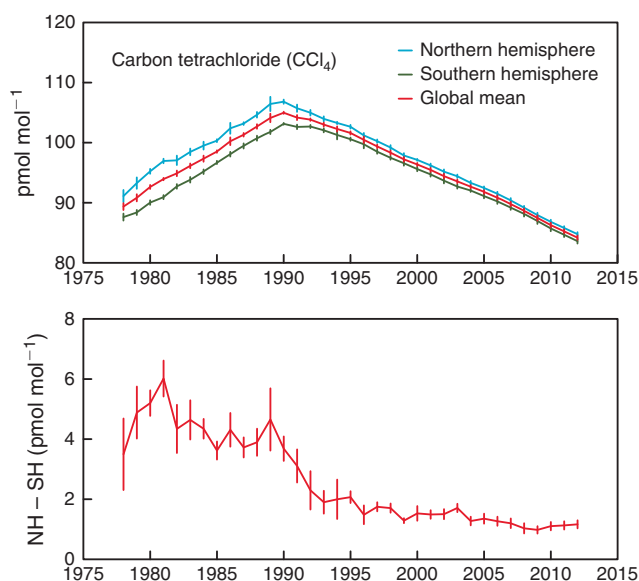 120
Carbon tetrachloride (CCl4)
Northern hemisphere
Southern hemisphere
Global mean
110
100
90
80
pmol mol−1
1975 1980 1985 1990 1995 2000 2005 2010 2015
8
6
4
2
0
NH – SH (pmol mol−1)
1975 1980 1985 1990 1995 2000 2005 2010 2015